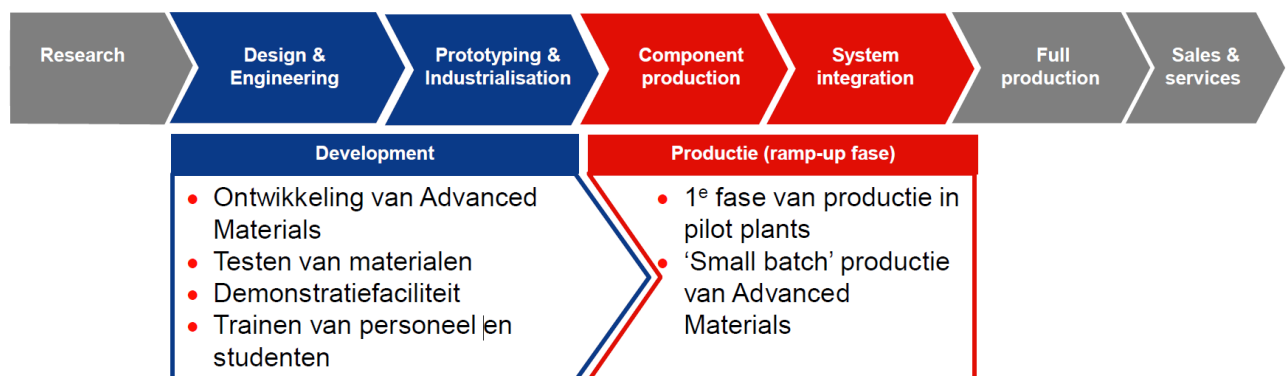 Research
Design &
Engineering
Prototyping &
Industrialisation
Component
production
System
integration
Full
production
Sales &
services
Development
• Ontwikkeling van Advanced
Materials
• Testen van materialen
• Demonstratiefaciliteit
• Trainen van personeel en
studenten
Productie (ramp-up fase)
• 1e fase van productie in
pilot plants
• ‘Small batch’ productie
van Advanced
Materials